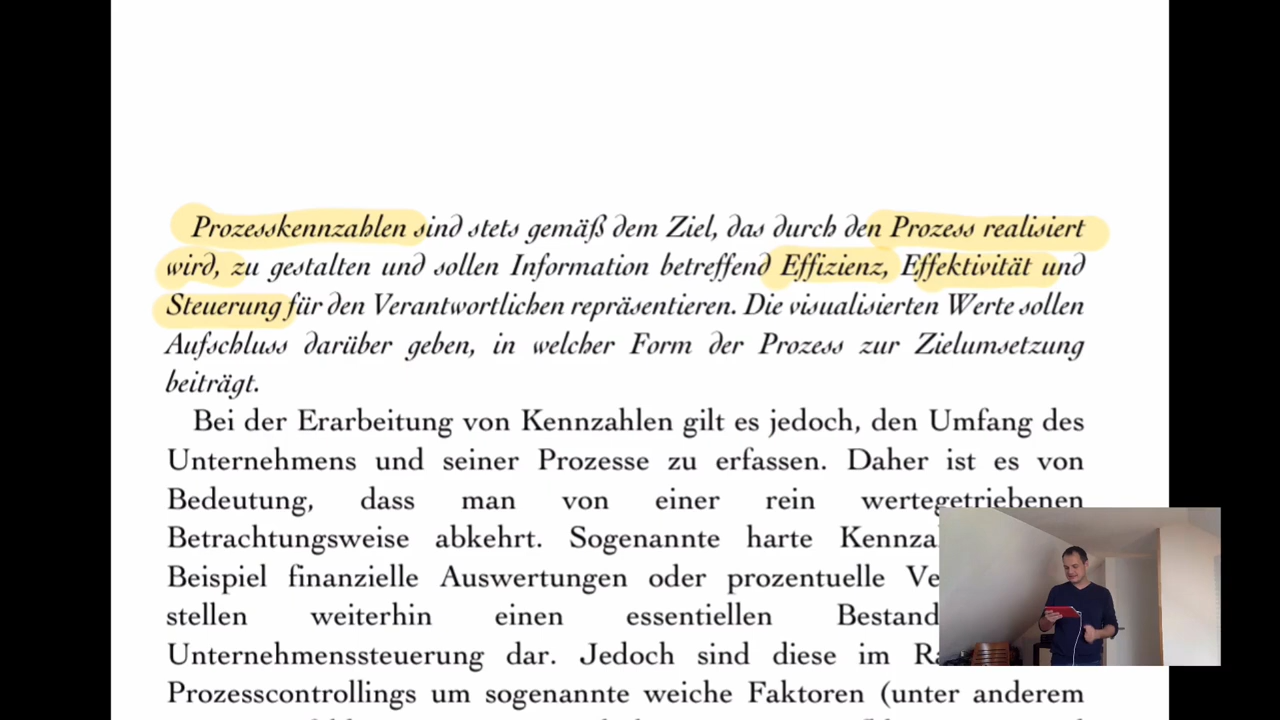 Prozesskennzahlen sind stets gemäß dem Ziel, das durch den Prozess realisiert
wird, zu gestalten und sollen Information betreffend Effizienz, Effektivität und
Steuerung für den Verantwortlichen repräsentieren. Die visualisierten Werte sollen
Aufschluss darüber geben, in welcher Form der Prozess zur Zielumsetzung
beiträgt.
Bei der Erarbeitung von Kennzahlen gilt es jedoch, den Umfang des
Unternehmens und seiner Prozesse zu erfassen. Daher ist es von
Bedeutung, dass man von einer rein wertegetriebenen
Betrachtungsweise abkehrt. Sogenannte harte
Beispiel finanzielle Auswertungen oder prozentuelle
stellen weiterhin einen essentiellen
Unternehmenssteuerung dar. Jedoch sind diese im
Prozesscontrollings um sogenannte weiche Faktoren (unter anderem